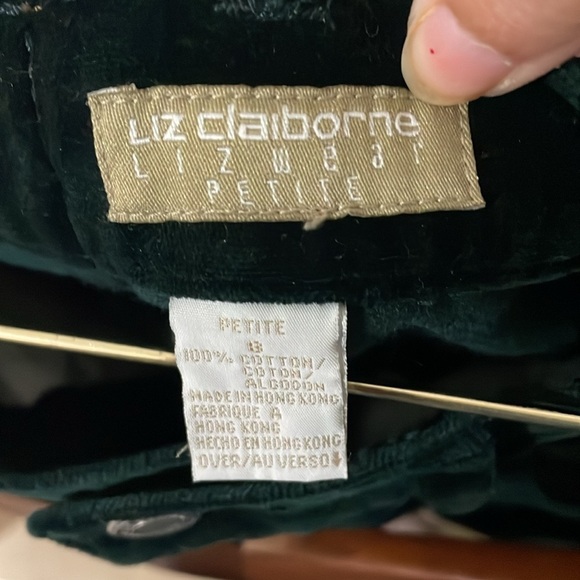 Liz claiborne
LIZWEAR
PETITE
PETITE
8
100% COTTON/
COTON/
ALGODON
MADE IN HONG KONG
FABRIQUE A
HONG KONG
HECHO EN HONG KONG
OVER/AU VERSO↓